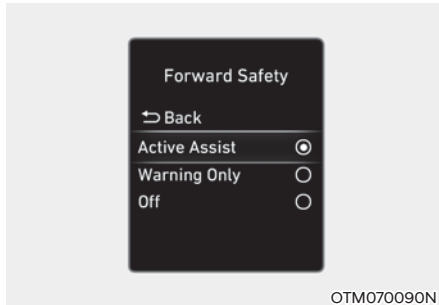 Forward Safety
Back
Active Assist
Warning Only
Off
OTM070090N